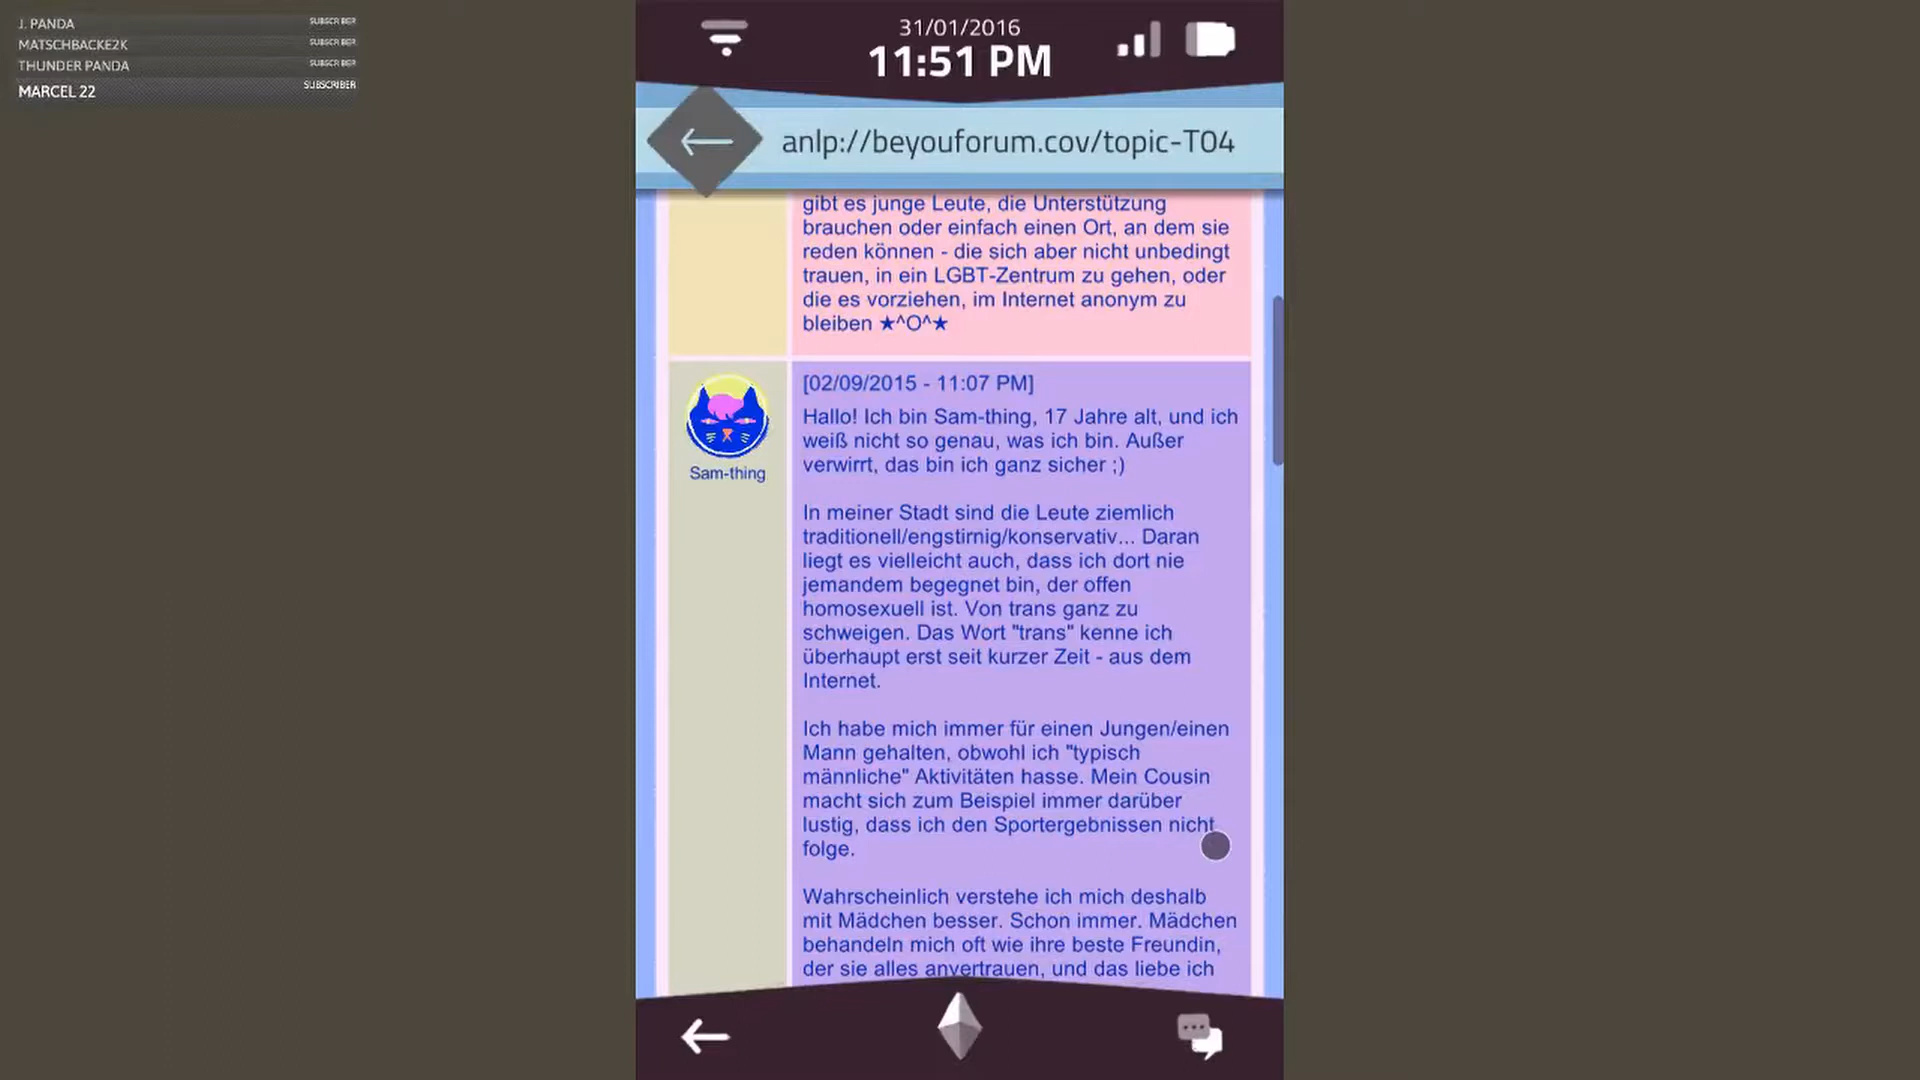 J. PANDA SUBSCRIBER
MATSCHBACKE2K SUBSCRIBER
THUNDER PANDA SUBSCRIBER
MARCEL 22 SUBSCRIBER
31/01/2016
11:51 PM
anlp://beyouforum.cov/topic-T04
gibt es junge Leute, die Unterstützung
brauchen oder einfach einen Ort, an dem sie
reden können - die sich aber nicht unbedingt
trauen, in ein LGBT-Zentrum zu gehen, oder
die es vorziehen, im Internet anonym zu
bleiben ★^O^★
Sam-thing
[02/09/2015 - 11:07 PM]
Hallo! Ich bin Sam-thing, 17 Jahre alt, und ich
weiß nicht so genau, was ich bin. Außer
verwirrt, das bin ich ganz sicher ;)
In meiner Stadt sind die Leute ziemlich
traditionell/engstirnig/konservativ... Daran
liegt es vielleicht auch, dass ich dort nie
jemandem begegnet bin, der offen
homosexuell ist. Von trans ganz zu
schweigen. Das Wort "trans" kenne ich
überhaupt erst seit kurzer Zeit - aus dem
Internet.
Ich habe mich immer für einen Jungen/einen
Mann gehalten, obwohl ich "typisch
männliche" Aktivitäten hasse. Mein Cousin
macht sich zum Beispiel immer darüber
lustig, dass ich den Sportergebnissen nicht
folge.
Wahrscheinlich verstehe ich mich deshalb
mit Mädchen besser. Schon immer. Mädchen
behandeln mich oft wie ihre beste Freundin,
der sie alles anvertrauen, und das liebe ich